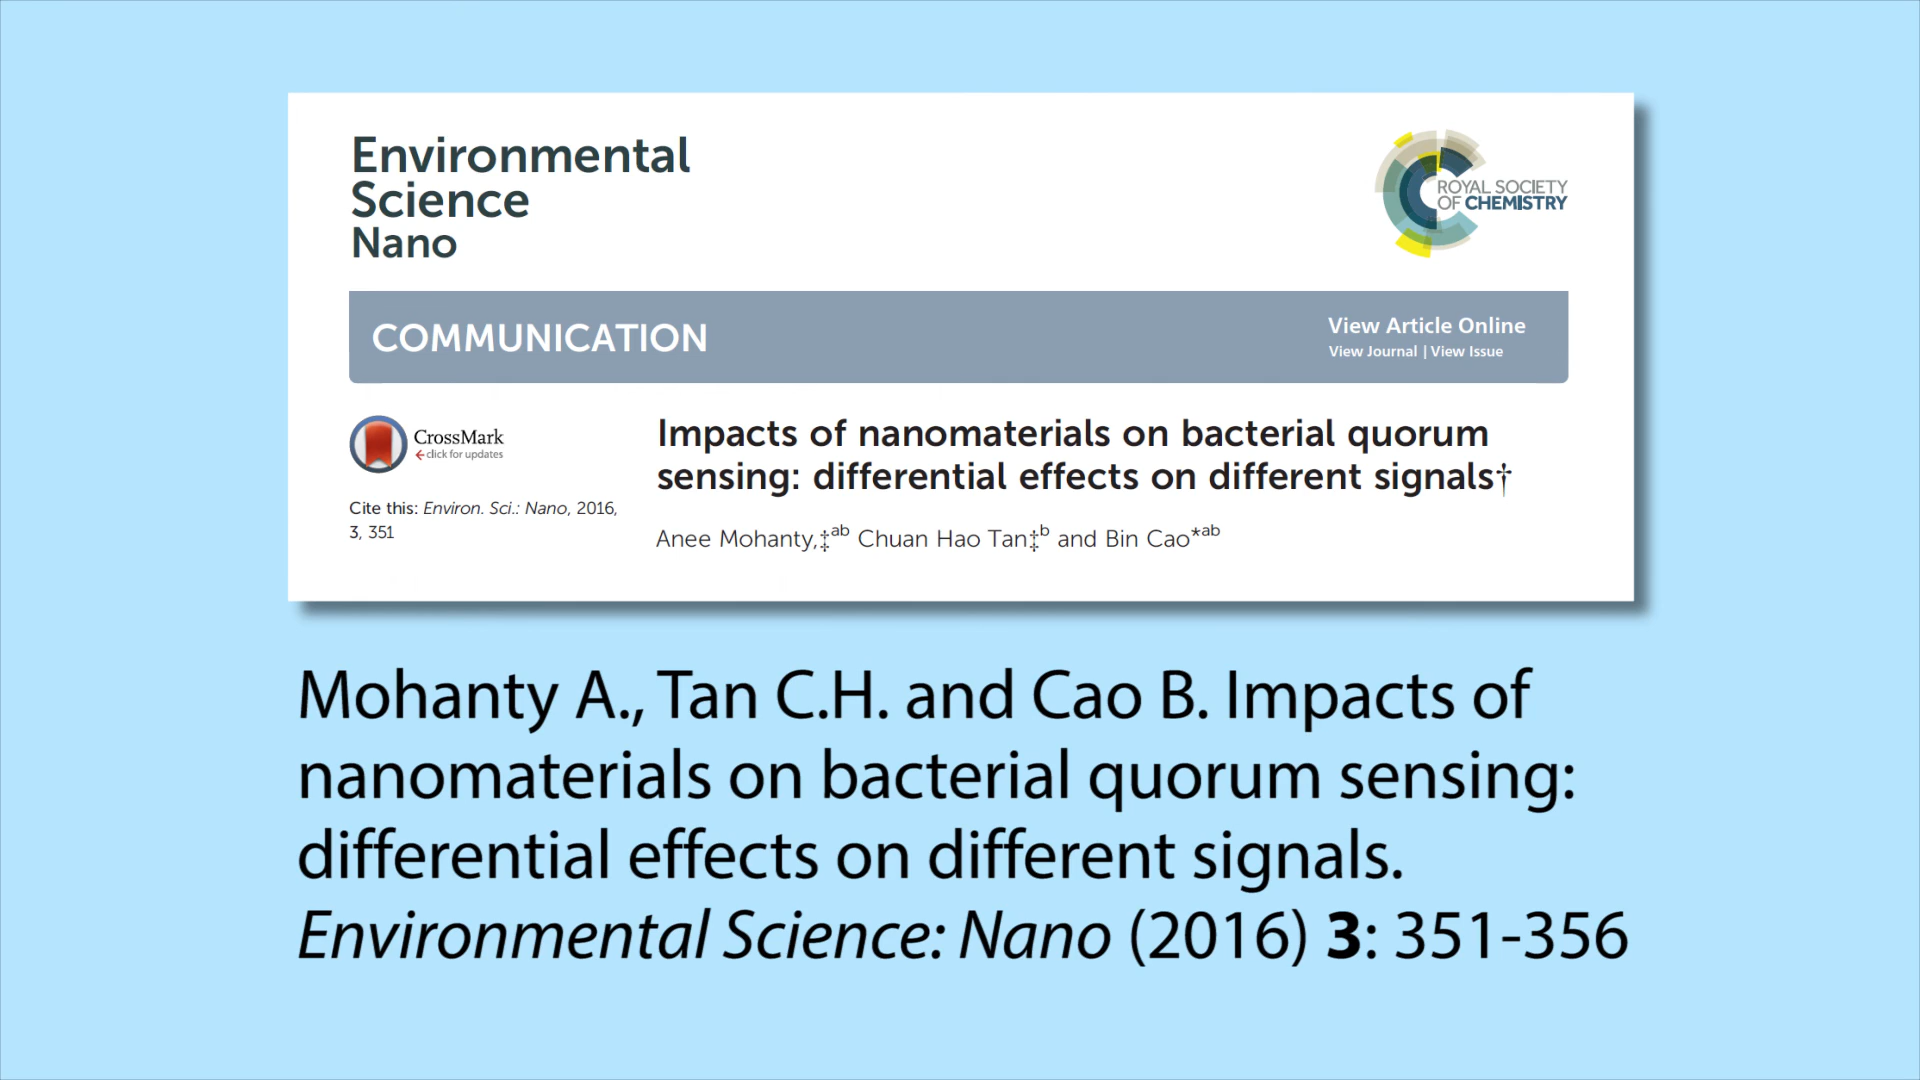 Environmental
Science
Nano
ROYAL SOCIETY
OF CHEMISTRY
COMMUNICATION
View Article Online
View Journal | View Issue
CrossMark
click for updates
Cite this: Environ. Sci.: Nano, 2016,
3, 351
Impacts of nanomaterials on bacterial quorum
sensing: differential effects on different signals†
Anee Mohanty,‡ab Chuan Hao Tan‡b and Bin Cao*ab
Mohanty A., Tan C.H. and Cao B. Impacts of
nanomaterials on bacterial quorum sensing:
differential effects on different signals.
Environmental Science: Nano (2016) 3: 351-356